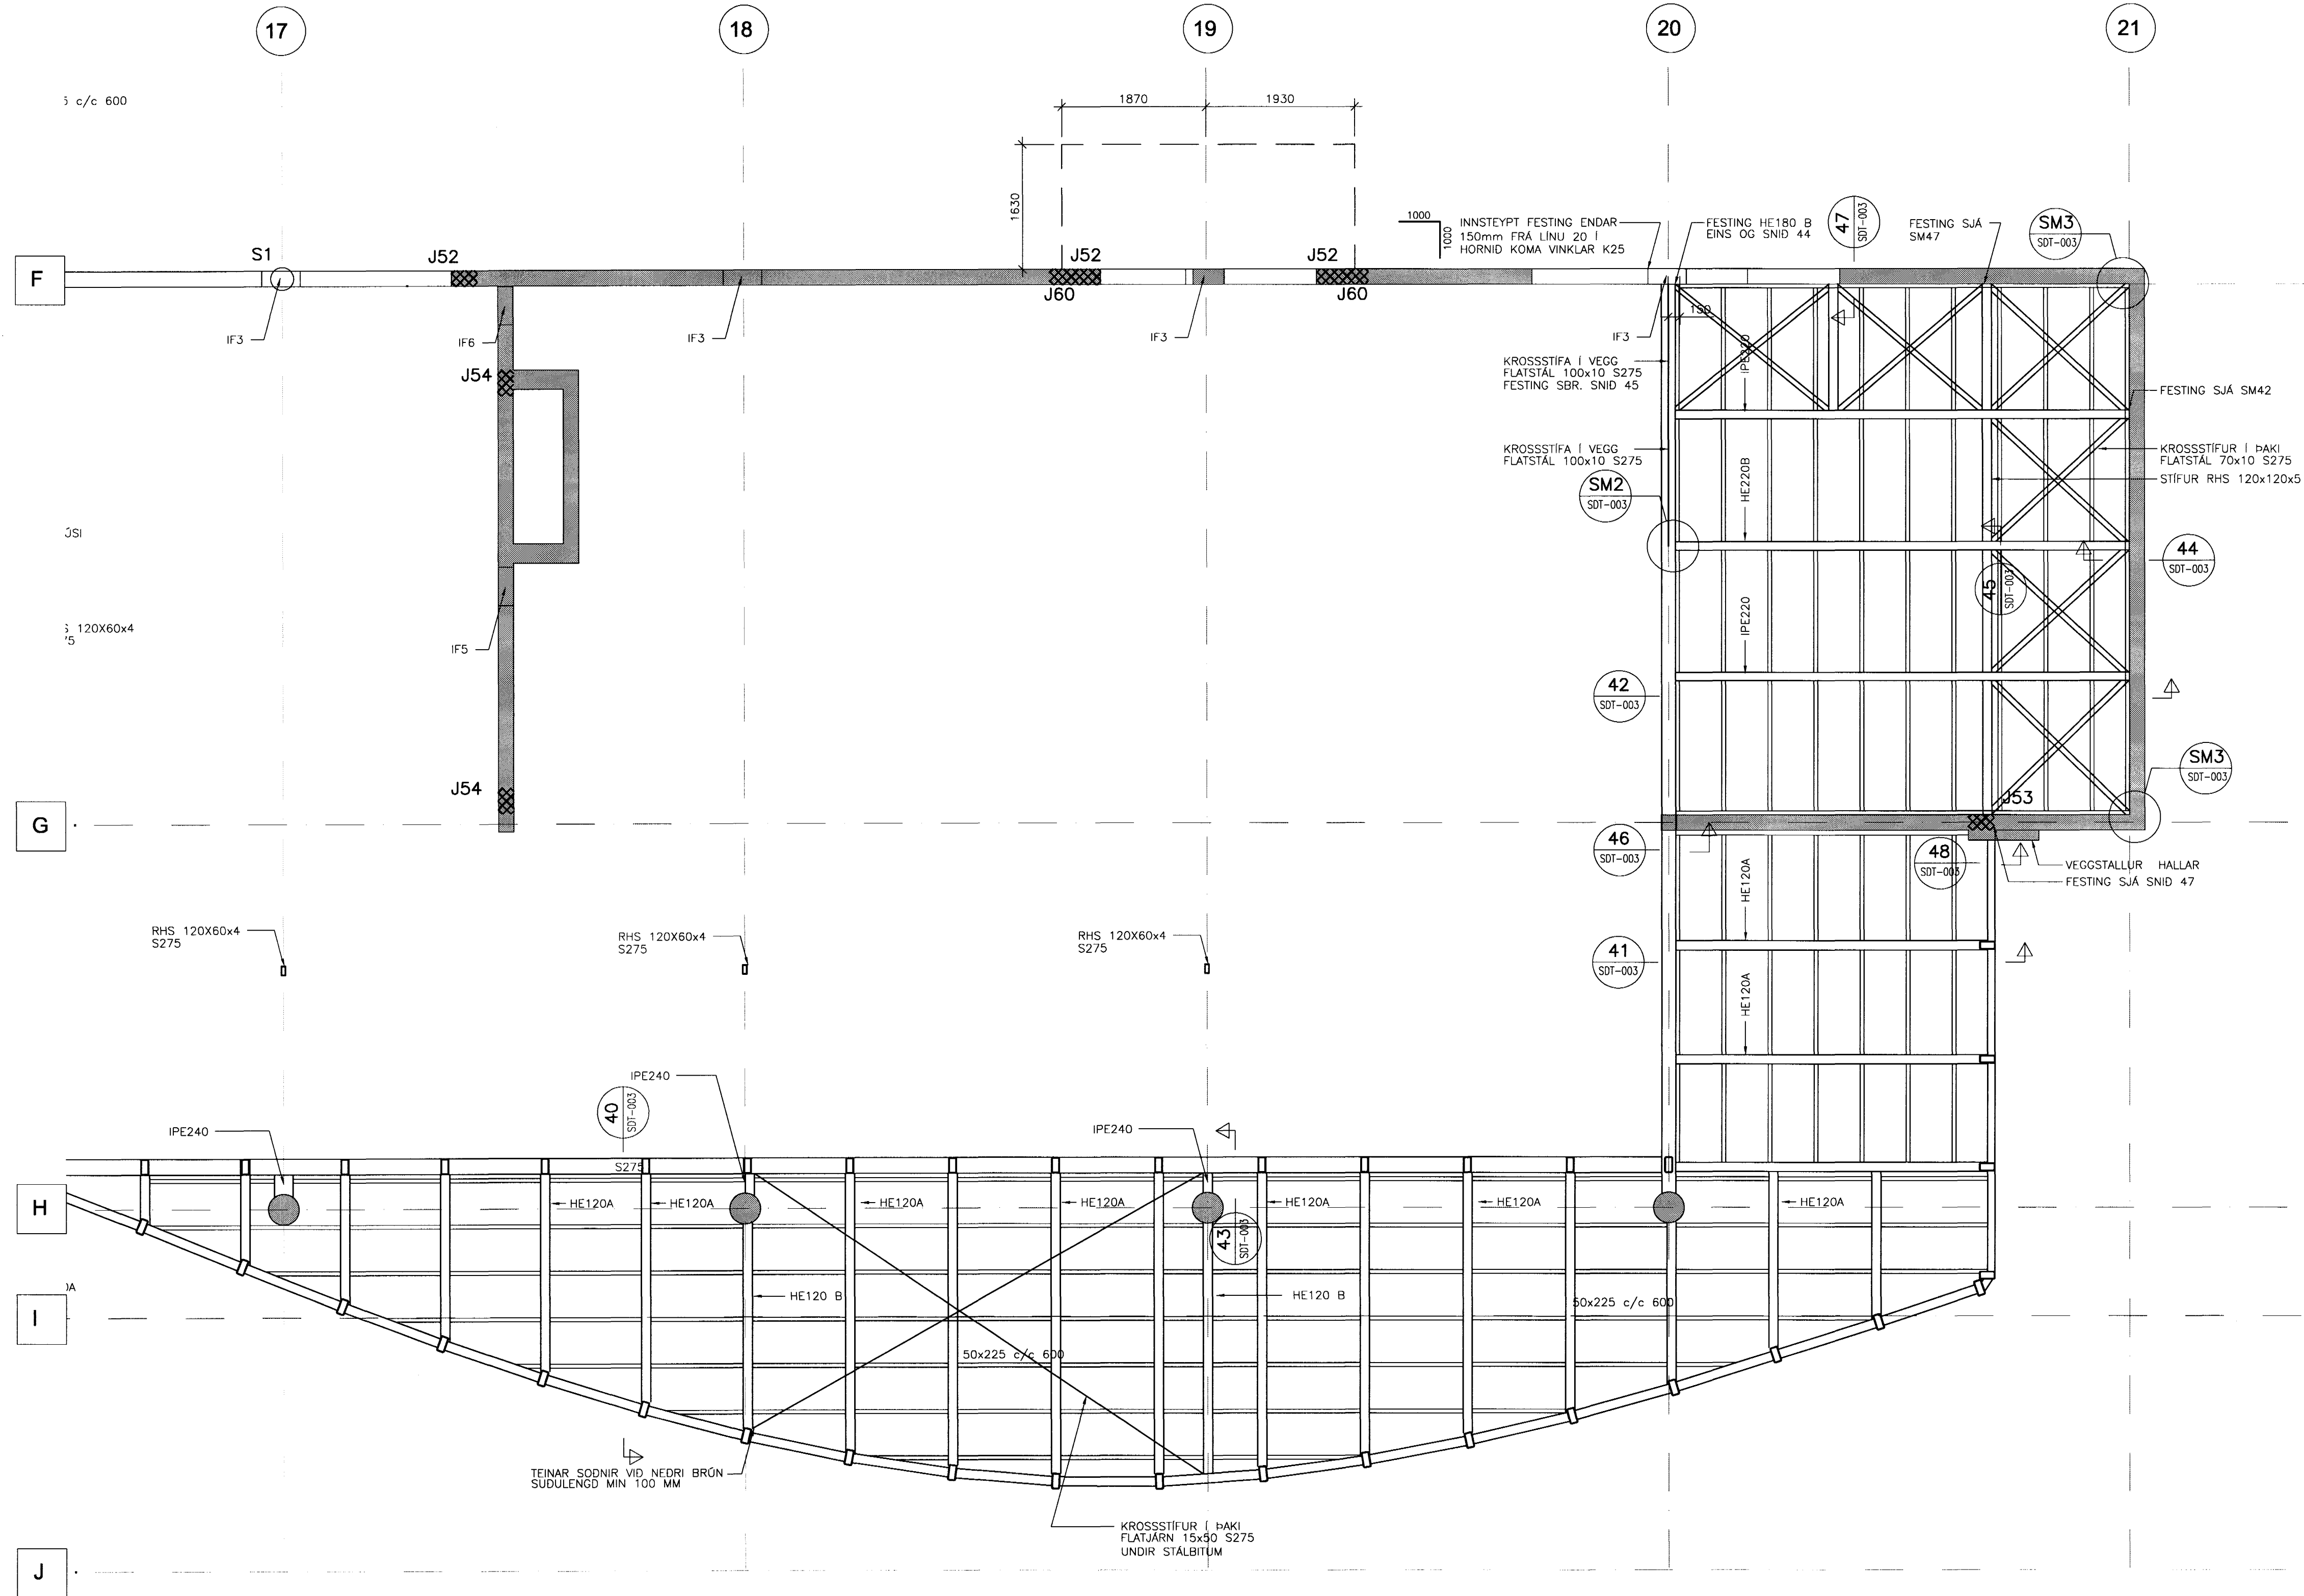 17
18
19
20
21
5 c/c 600
1870
1930
1630
1000
1000
INNSTEYPT FESTING ENDAR
150mm FRÁ LÍNU 20 Í
HORNIÐ KOMA VINKLAR K25
FESTING HE180 B
EINS OG SNIÐ 44
47
SDT-003
FESTING SJÁ
SM47
SM3
SDT-003
F
S1
J52
J52
J52
J60
J60
IF3
IF6
IF3
IF3
IF3
150
J54
KROSSSTÍFA Í VEGG
FLATSTÁL 100x10 S275
FESTING SBR. SNIÐ 45
IPE220
FESTING SJÁ SM42
KROSSSTÍFA Í VEGG
FLATSTÁL 100x10 S275
KROSSSTÍFUR Í ÞAKI
FLATSTÁL 70x10 S275
STÍFUR RHS 120x120x5
SM2
SDT-003
HE220B
ÚSI
44
SDT-003
45
SDT-003
S 120X60x4
75
IF5
IPE220
42
SDT-003
J54
SM3
SDT-003
J53
G
46
SDT-003
48
SDT-003
VEGGSTALLUR HALLAR
FESTING SJÁ SNIÐ 47
HE120A
RHS 120X60x4
S275
RHS 120X60x4
S275
RHS 120X60x4
S275
41
SDT-003
HE120A
IPE240
40
SDT-003
IPE240
IPE240
S275
H
HE120A
HE120A
HE120A
HE120A
HE120A
HE120A
HE120A
43
SDT-003
0A
HE120 B
HE120 B
50x225 c/c 600
I
50x225 c/c 600
TEINAR SOÐNIR VIÐ NEÐRI BRÚN
SUÐULENGD MIN 100 MM
KROSSSTÍFUR Í ÞAKI
FLATJÁRN 15x50 S275
UNDIR STÁLBITUM
J